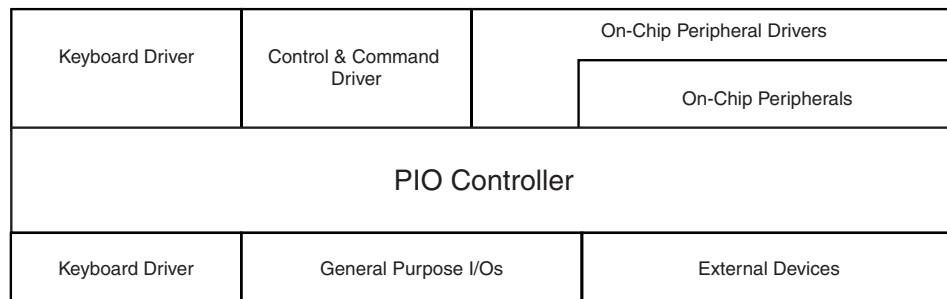 On-Chip Peripheral Drivers
Keyboard Driver
Control & Command
Driver
On-Chip Peripherals
PIO Controller
Keyboard Driver
General Purpose I/Os
External Devices